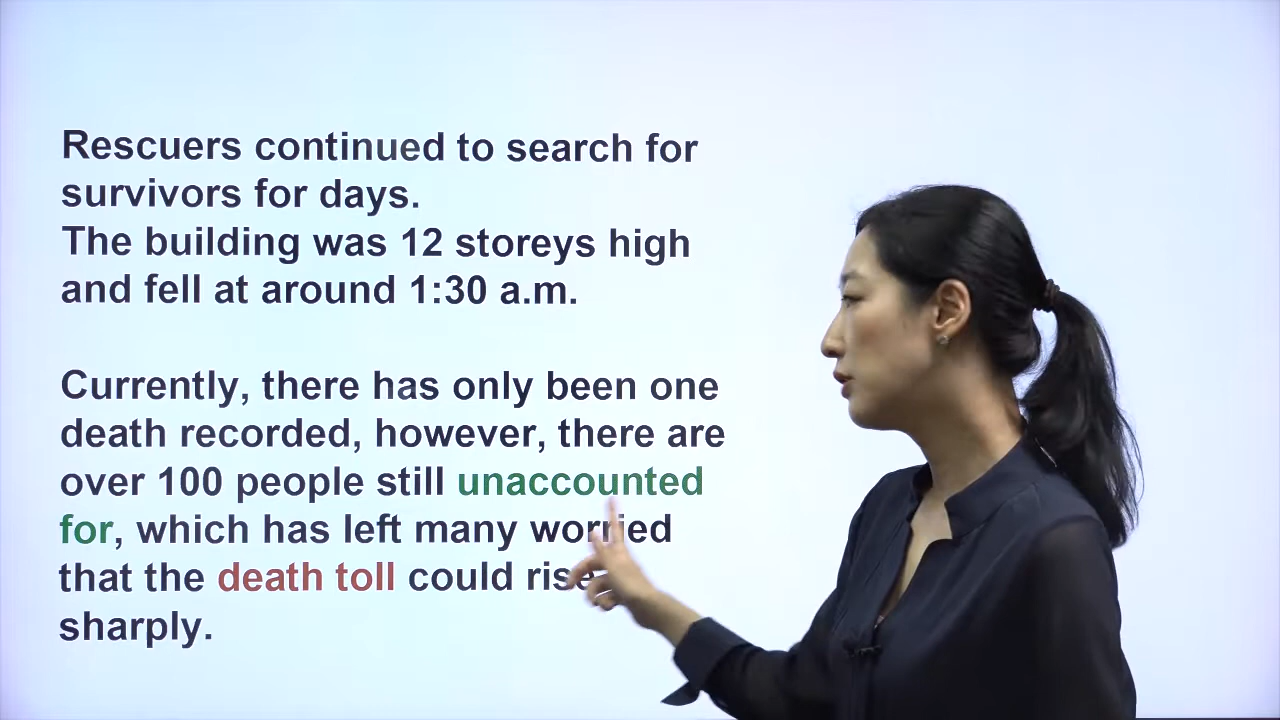 Rescuers continued to search for
survivors for days.
The building was 12 storeys high
and fell at around 1:30 a.m.
Currently, there has only been one
death recorded, however, there are
over 100 people still unaccounted
for, which has left many worried
that the death toll could rise
sharply.